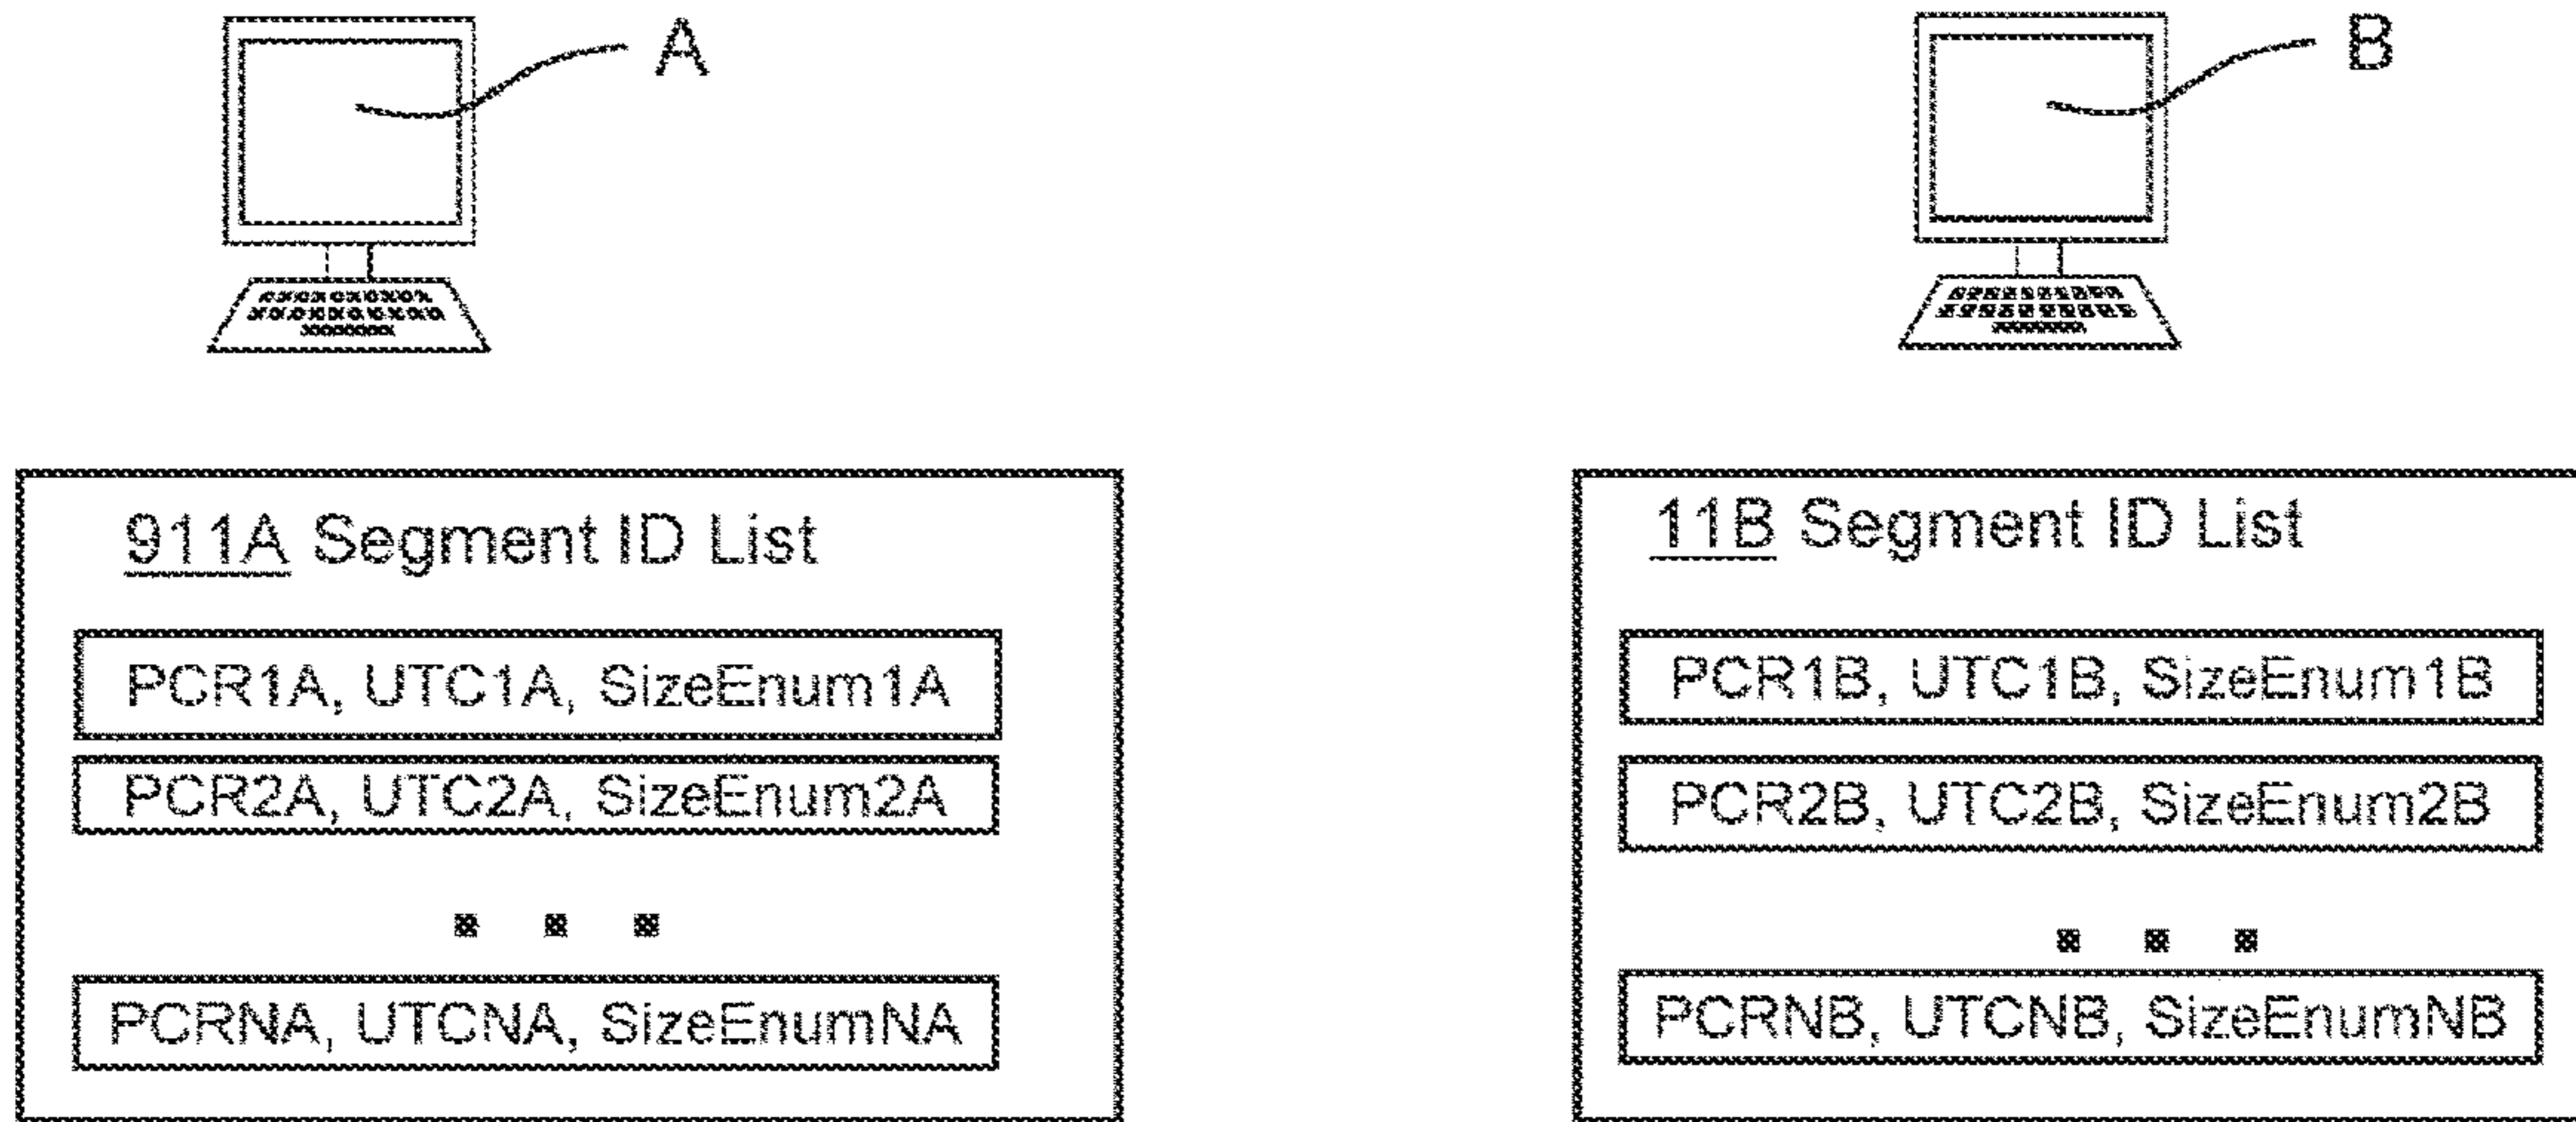 A
B
911A Segment ID List
PCR1A, UTC1A, SizeEnum1A
PCR2A, UTC2A, SizeEnum2A
PCRNA, UTCNA, SizeEnumNA
11B Segment ID List
PCR1B, UTC1B, SizeEnum1B
PCR2B, UTC2B, SizeEnum2B
PCRNB, UTCNB, SizeEnumNB